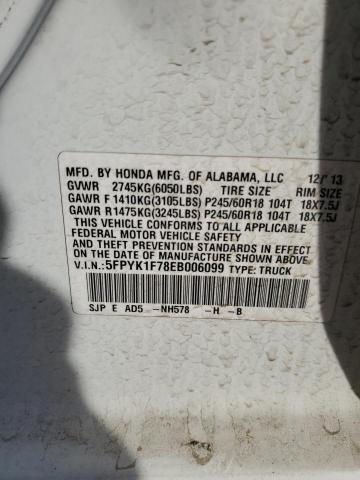 MFD. BY HONDA MFG. OF ALABAMA, LLC 12/'13
GVWR 2745KG(6050LBS) TIRE SIZE RIM SIZE
GAWR F 1410KG(3105LBS) P245/60R18 104T 18X7.5J
GAWR R1475KG(3245LBS) P245/60R18 104T 18X7.5J
THIS VEHICLE CONFORMS TO ALL APPLICABLE
FEDERAL MOTOR VEHICLE SAFETY AND
THEFT PREVENTION STANDARDS IN EFFECT ON
THE DATE OF MANUFACTURE SHOWN ABOVE.
V.I.N.:5FPYK1F78EB006099 TYPE:TRUCK
SJP E AD5 -NH578 -H -B